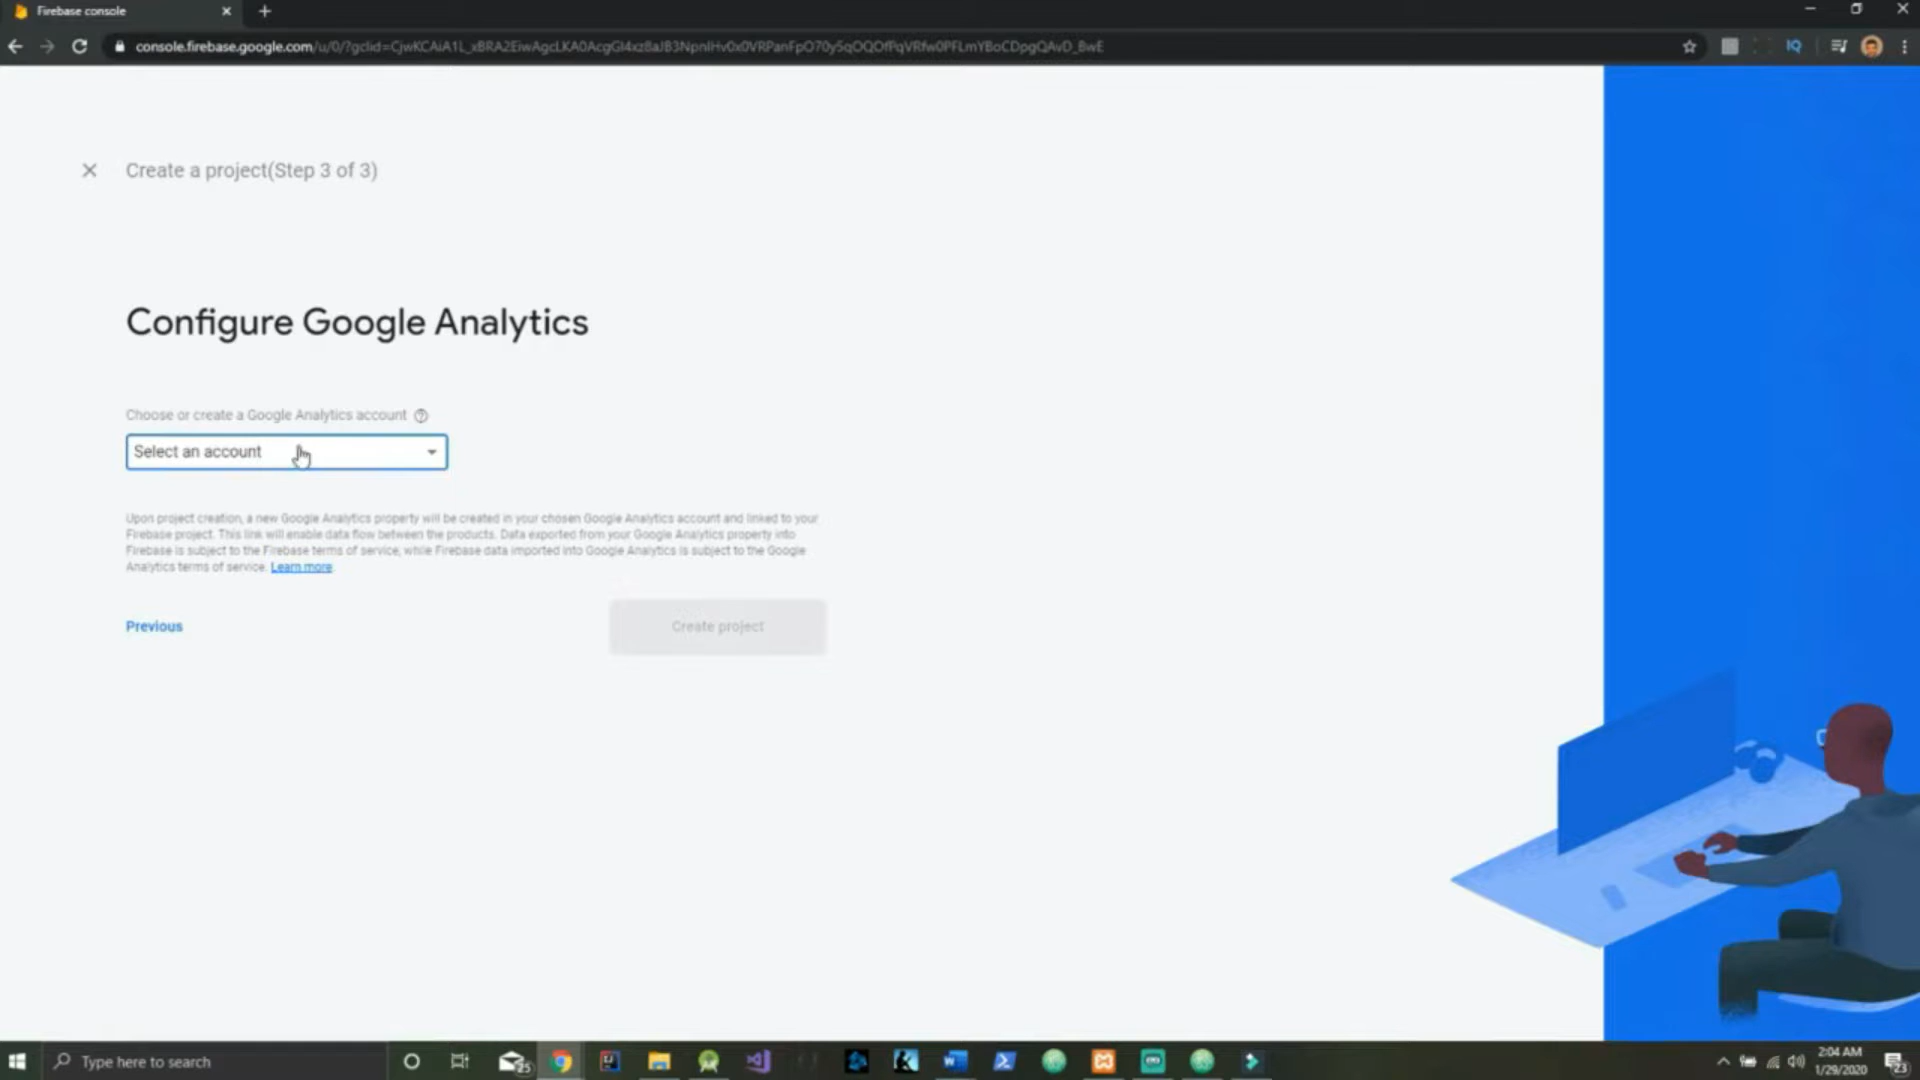 Firebase console
console.firebase.google.com
Create a project(Step 3 of 3)
Configure Google Analytics
Choose or create a Google Analytics account
Select an account
Upon project creation, a new Google Analytics property will be created in your chosen Google Analytics account and linked to your
Firebase project. This link will enable data flow between the products. Data exported from your Google Analytics property into
Firebase is subject to the Firebase terms of service, while Firebase data imported into Google Analytics is subject to the Google
Analytics terms of service. Learn more
Previous
Create project
Type here to search
25
2:04 AM
1/29/2020
23